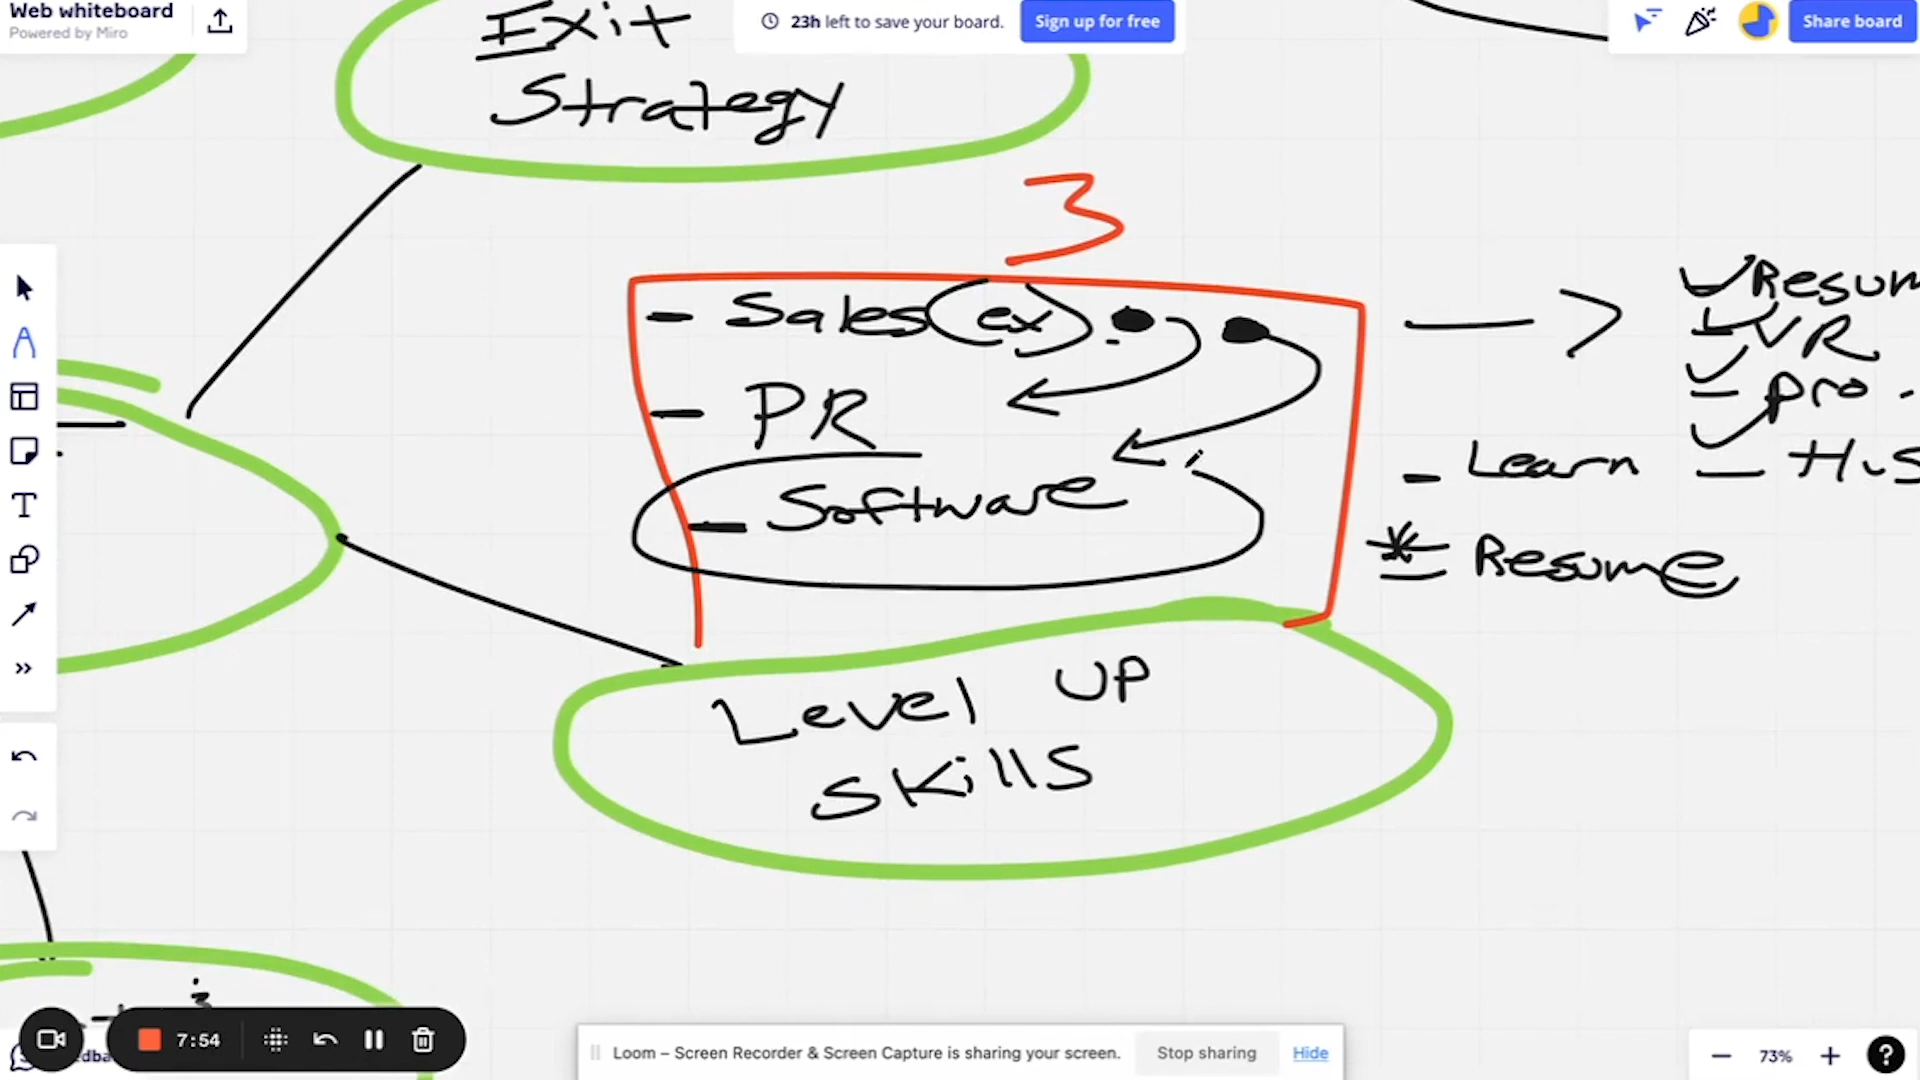 Web whiteboard
Powered by Miro
23h left to save your board.
Sign up for free
Share board
Exit
Strategy
3
- Sales (ex).
- PR
- Software
Level UP
Skills
Resum
- VR
- Pro.
- Learn
- Hus
* Resume
7:54
Loom – Screen Recorder & Screen Capture is sharing your screen.
Stop sharing
Hide
73%